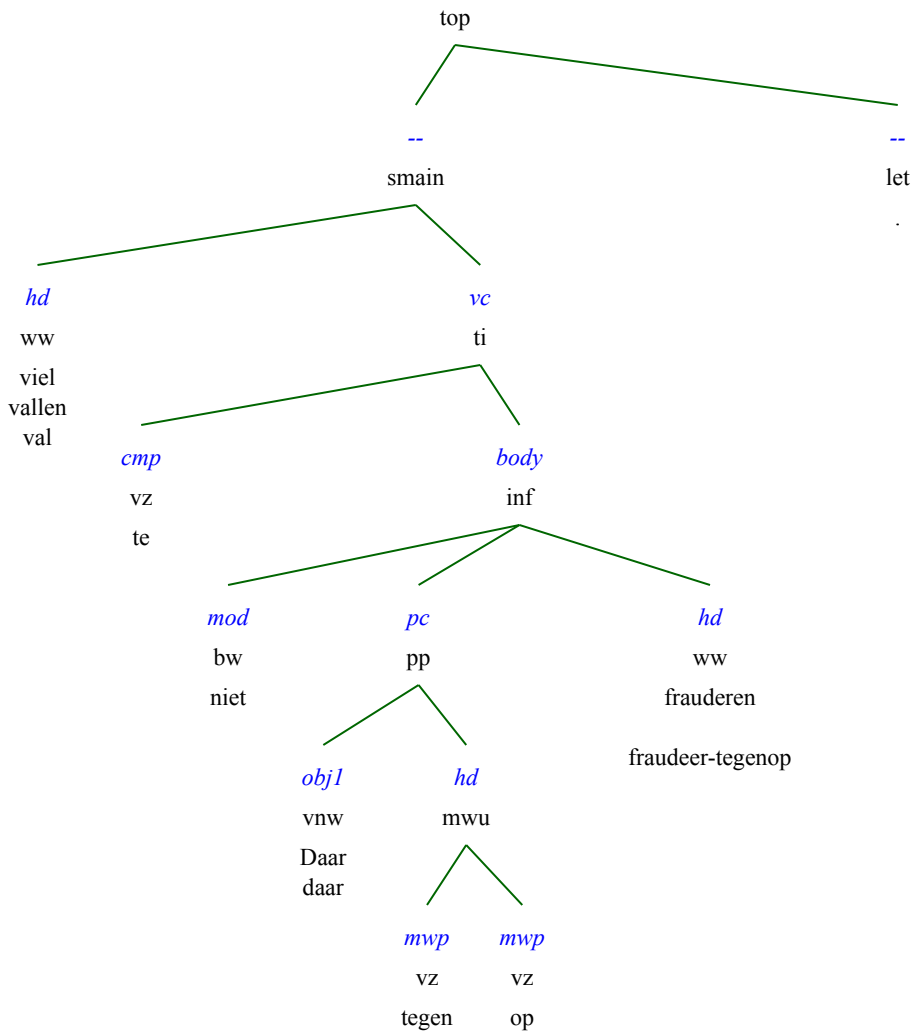 top
-- --
smain let
.
hd vc
ww ti
viel
vallen
val
cmp body
vz inf
te
mod pc hd
bw pp ww
niet frauderen
fraudeer-tegenop
obj1 hd
vnw mwu
Daar
daar
mwp mwp
vz vz
tegen op